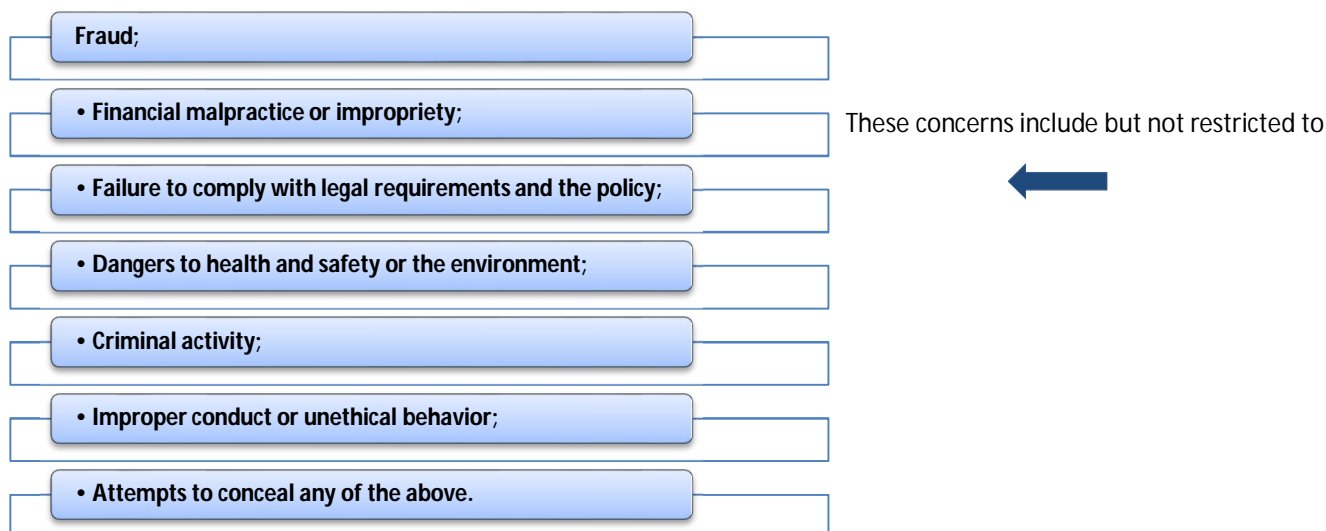 Fraud;
• Financial malpractice or impropriety;
These concerns include but not restricted to
• Failure to comply with legal requirements and the policy;
• Dangers to health and safety or the environment;
• Criminal activity;
• Improper conduct or unethical behavior;
• Attempts to conceal any of the above.